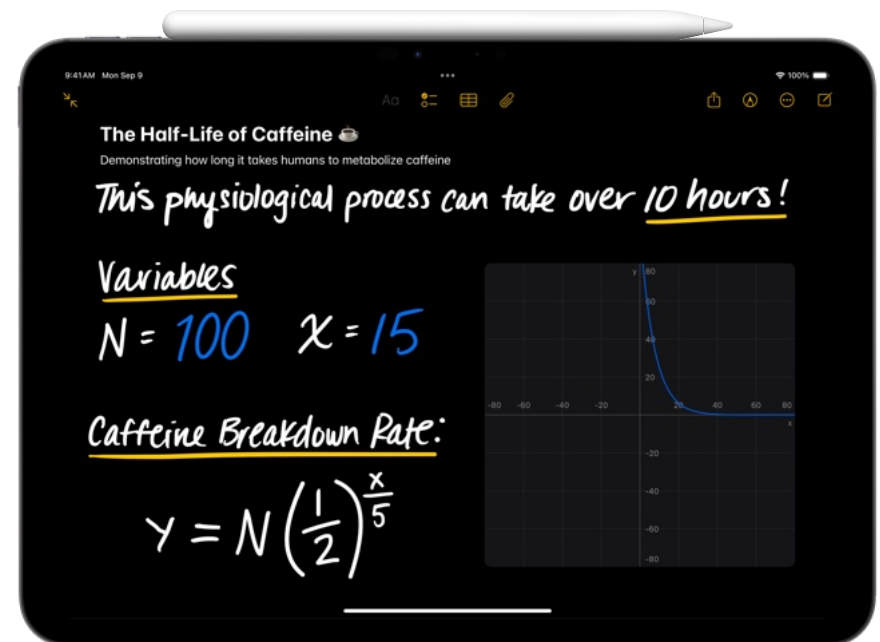 9:41 AM Mon Sep 9
100%
Aa
The Half-Life of Caffeine ☕
Demonstrating how long it takes humans to metabolize caffeine
This physiological process can take over 10 hours!
Variables
N = 100 X = 15
Caffeine Breakdown Rate:
Y = N(1/2)^x/5
y 80
60
40
20
-80 -60 -40 -20 20 40 60 80
x
-20
-40
-60
-80